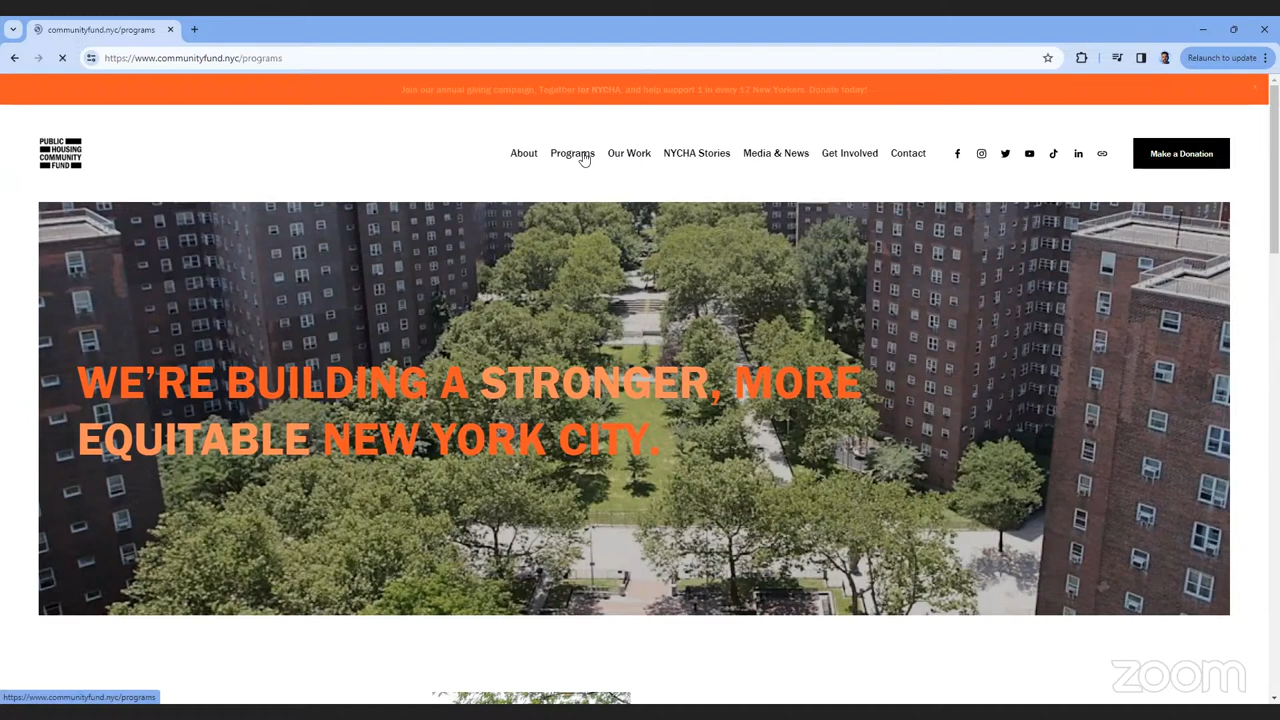 communityfund.nyc/programs
https://www.communityfund.nyc/programs
Relaunch to update
Join our annual giving campaign, Together for NYCHA, and help support 1 in every 17 New Yorkers. Donate today!
PUBLIC
HOUSING
COMMUNITY
FUND
About Programs Our Work NYCHA Stories Media & News Get Involved Contact
Make a Donation
WE’RE BUILDING A STRONGER, MORE
EQUITABLE NEW YORK CITY.
zoom
https://www.communityfund.nyc/programs